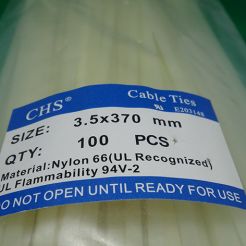 CHS® Cable Ties
E203148
SIZE: 3.5x370 mm
QTY: 100 PCS
Material:Nylon 66(UL Recognized)
UL Flammability 94V-2
DO NOT OPEN UNTIL READY FOR USE